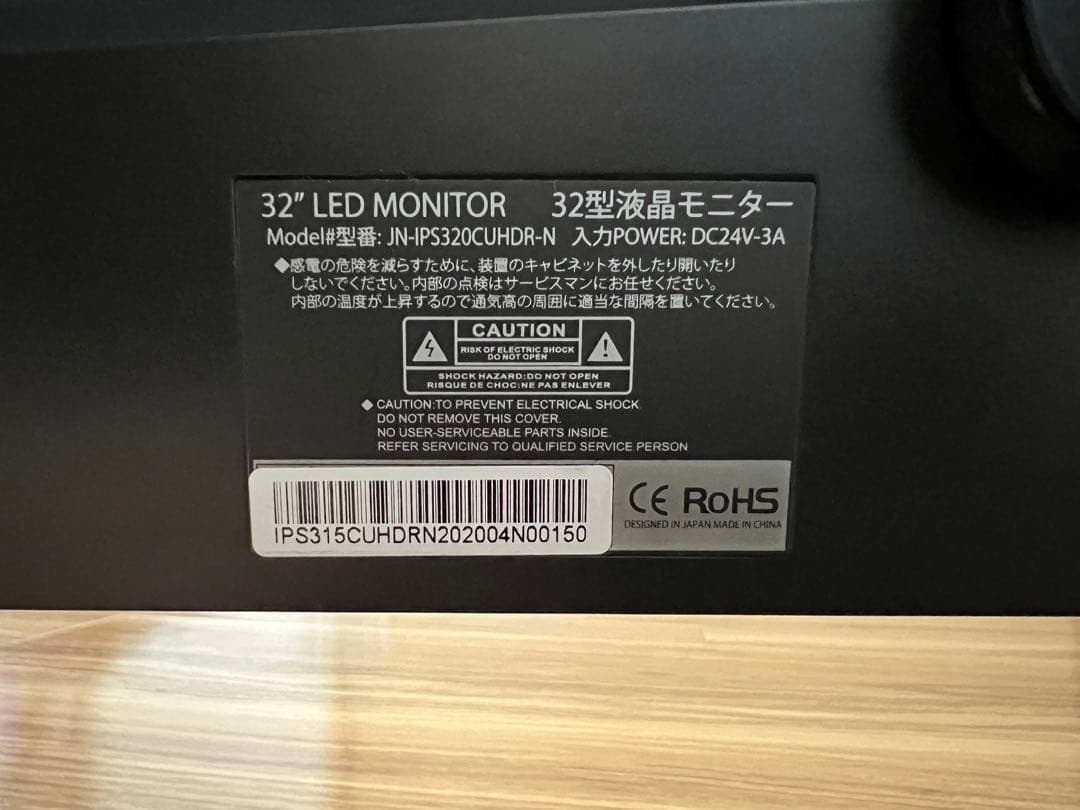 32” LED MONITOR 32型液晶モニター
Model#型番: JN-IPS320CUHDR-N 入力POWER: DC24V-3A
◆感電の危険を減らすために、装置のキャビネットを外したり開いたり
しないでください。内部の点検はサービスマンにお任せください。
内部の温度が上昇するので通気高の周囲に適当な間隔を置いてください。
CAUTION
RISK OF ELECTRIC SHOCK
DO NOT OPEN
SHOCK HAZARD:DO NOT OPEN
RISQUE DE CHOC:NE PAS ENLEVER
◆ CAUTION:TO PREVENT ELECTRICAL SHOCK
DO NOT REMOVE THIS COVER.
NO USER-SERVICEABLE PARTS INSIDE.
REFER SERVICING TO QUALIFIED SERVICE PERSON
IPS315CUHDRN202004N00150
CE RoHS
DESIGNED IN JAPAN MADE IN CHINA